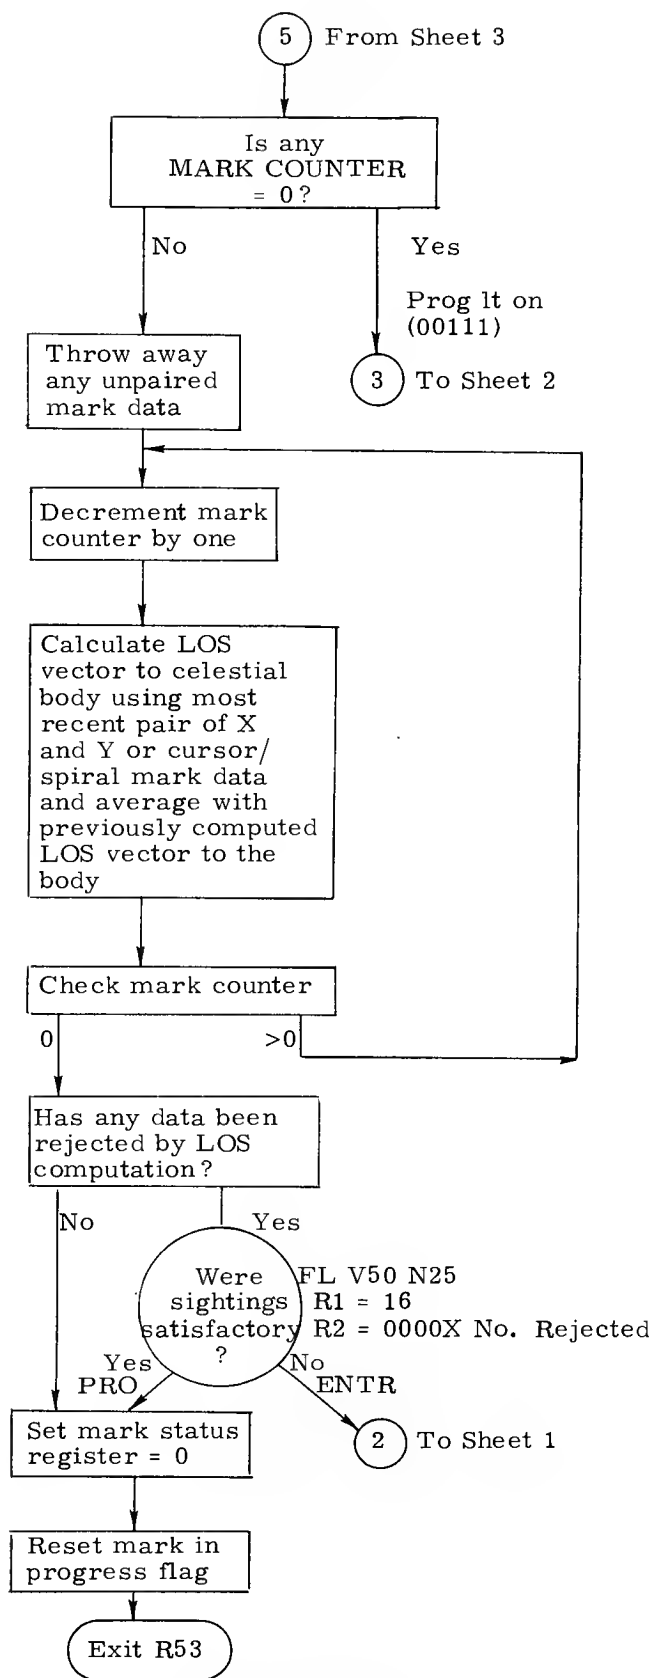 5 From Sheet 3
Is any
MARK COUNTER
= 0?
No
Yes
Prog lt on
(00111)
3 To Sheet 2
Throw away
any unpaired
mark data
Decrement mark
counter by one
Calculate LOS
vector to celestial
body using most
recent pair of X
and Y or cursor/
spiral mark data
and average with
previously computed
LOS vector to the
body
Check mark counter
0
>0
Has any data been
rejected by LOS
computation?
No
Yes
Were
sightings
satisfactory
?
FL V50 N25
R1 = 16
R2 = 0000X No. Rejected
Yes
PRO
No
ENTR
2 To Sheet 1
Set mark status
register = 0
Reset mark in
progress flag
Exit R53